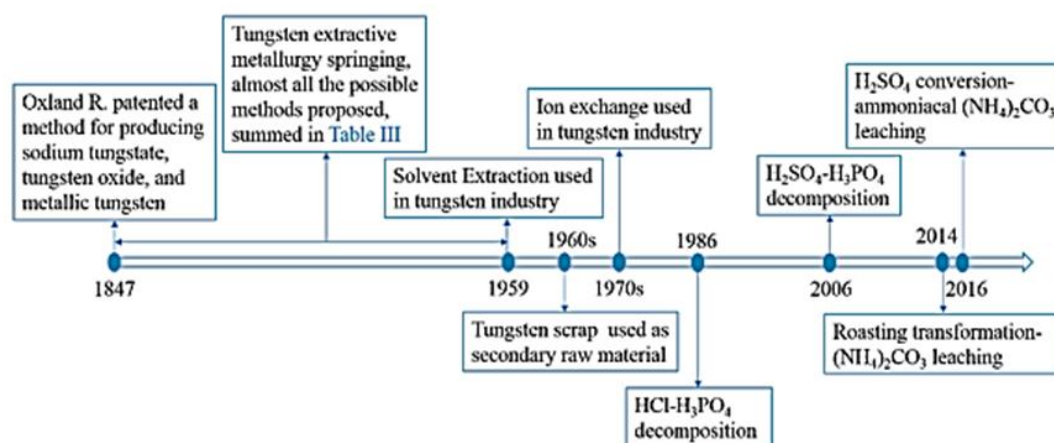 Oxland R. patented a
method for producing
sodium tungstate,
tungsten oxide, and
metallic tungsten
Tungsten extractive
metallurgy springing,
almost all the possible
methods proposed,
summed in Table III
Solvent Extraction used
in tungsten industry
Ion exchange used
in tungsten industry
H₂SO₄-H₃PO₄
decomposition
H₂SO₄ conversion-
ammoniacal (NH₄)₂CO₃
leaching
1847
1959
1960s
1970s
1986
2006
2014
2016
Tungsten scrap used as
secondary raw material
HCl-H₃PO₄
decomposition
Roasting transformation-
(NH₄)₂CO₃ leaching